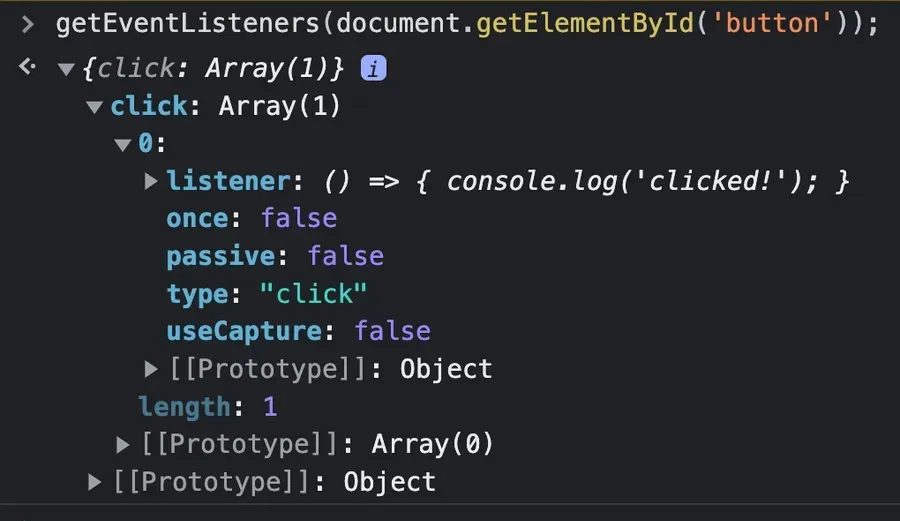 > getEventListeners(document.getElementById('button'));
{click: Array(1)} i
click: Array(1)
0:
listener: () => { console.log('clicked!'); }
once: false
passive: false
type: "click"
useCapture: false
[[Prototype]]: Object
length: 1
[[Prototype]]: Array(0)
[[Prototype]]: Object